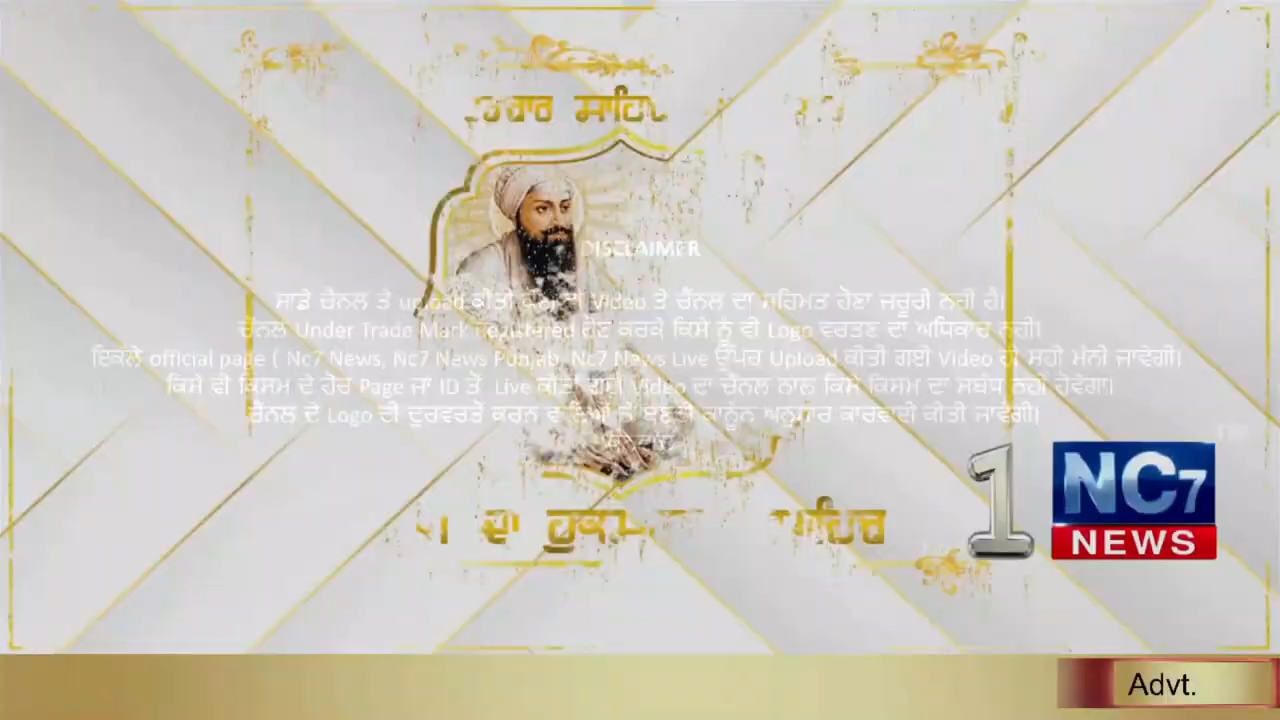 ਸਾਹਿਬ
DISCLAIMER
ਸਾਡੇ ਚੈਨਲ ਤੇ upload ਕੀਤੀ Video ਤੇ ਚੈਨਲ ਦਾ ਸਹਿਮਤ ਹੋਣਾ ਜਰੂਰੀ ਨਹੀ ਹੈ।
ਚੈਨਲ Under Trade Mark Registered ਹੋਣ ਕਰਕੇ ਕਿਸੇ ਨੂੰ ਵੀ Logo ਵਰਤਣ ਦਾ ਅਧਿਕਾਰ ਨਹੀ।
ਇਕਲੇ official page ( Nc7 News, Nc7 News Punjab, Nc7 News Live ਉੱਪਰ Upload ਕੀਤੀ ਗਈ Video ਹੀ ਸਹੀ ਮੰਨੀ ਜਾਵੇਗੀ।
ਕਿਸੇ ਵੀ ਕਿਸਮ ਦੇ ਹੋਰ Page ਜਾਂ ID ਤੋਂ Live ਕੀਤੀ ਗਈ Video ਦਾ ਚੈਨਲ ਨਾਲ ਕਿਸੇ ਕਿਸਮ ਦਾ ਸਬੰਧ ਨਹੀਂ ਹੋਵੇਗਾ।
ਚੈਨਲ ਦੇ Logo ਦੀ ਦੁਰਵਰਤੋਂ ਕਰਨ ਕਾਨੂੰਨ ਅਨੁਸਾਰ ਕਾਰਵਾਈ ਕੀਤੀ ਜਾਵੇਗੀ।
ਦਾ ਹੁਕਮਨਾਮਾ ਸਾਹਿਬ
1 NC7
NEWS
Advt.